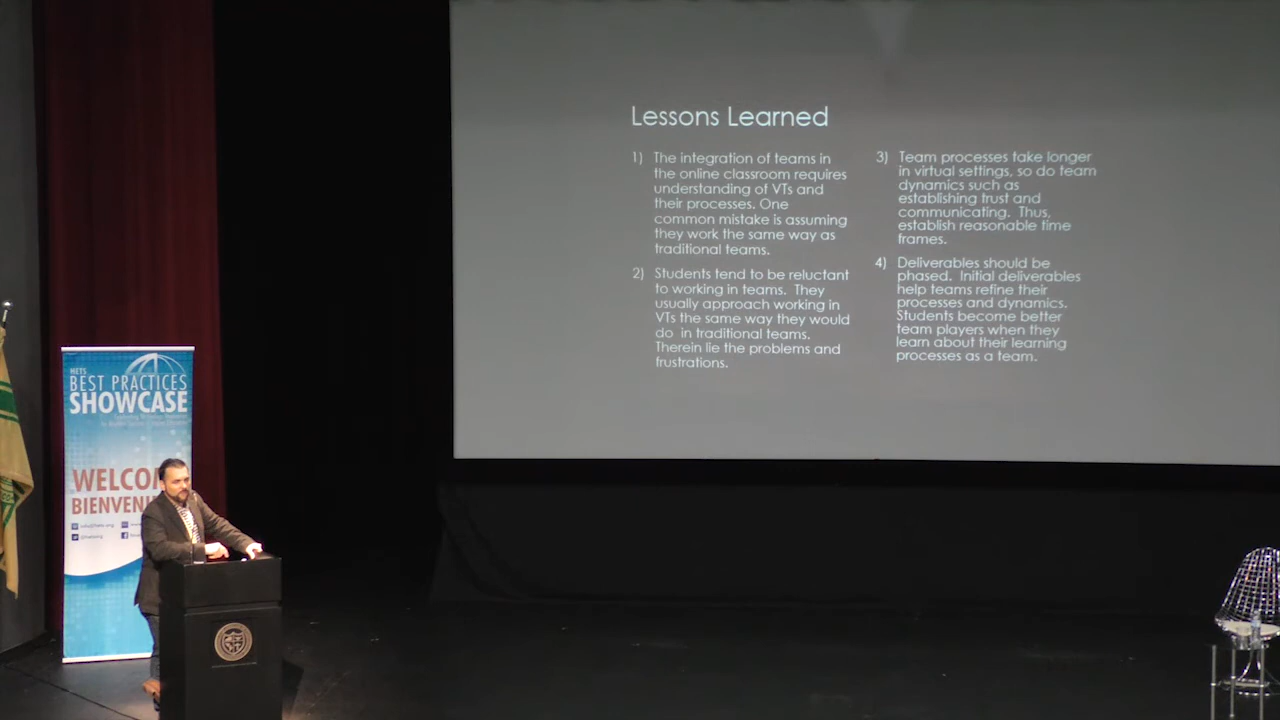 Lessons Learned
1) The integration of teams in
the online classroom requires
understanding of VTs and
their processes. One
common mistake is assuming
they work the same way as
traditional teams.
2) Students tend to be reluctant
to working in teams. They
usually approach working in
VTs the same way they would
do in traditional teams.
Therein lie the problems and
frustrations.
3) Team processes take longer
in virtual settings, so do team
dynamics such as
establishing trust and
communicating. Thus,
establish reasonable time
frames.
4) Deliverables should be
phased. Initial deliverables
help teams refine their
processes and dynamics.
Students become better
team players when they
learn about their learning
processes as a team.
HETS
BEST PRACTICES
SHOWCASE